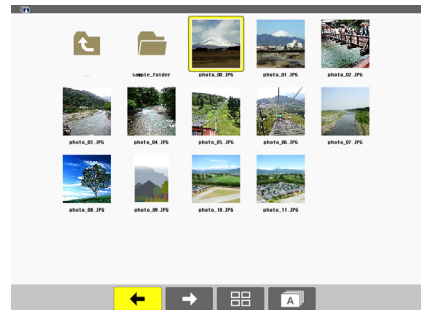 ..
sample_folder
photo_00.JPG
photo_01.JPG
photo_02.JPG
photo_03.JPG
photo_04.JPG
photo_05.JPG
photo_06.JPG
photo_07.JPG
photo_08.JPG
photo_09.JPG
photo_10.JPG
photo_11.JPG
A